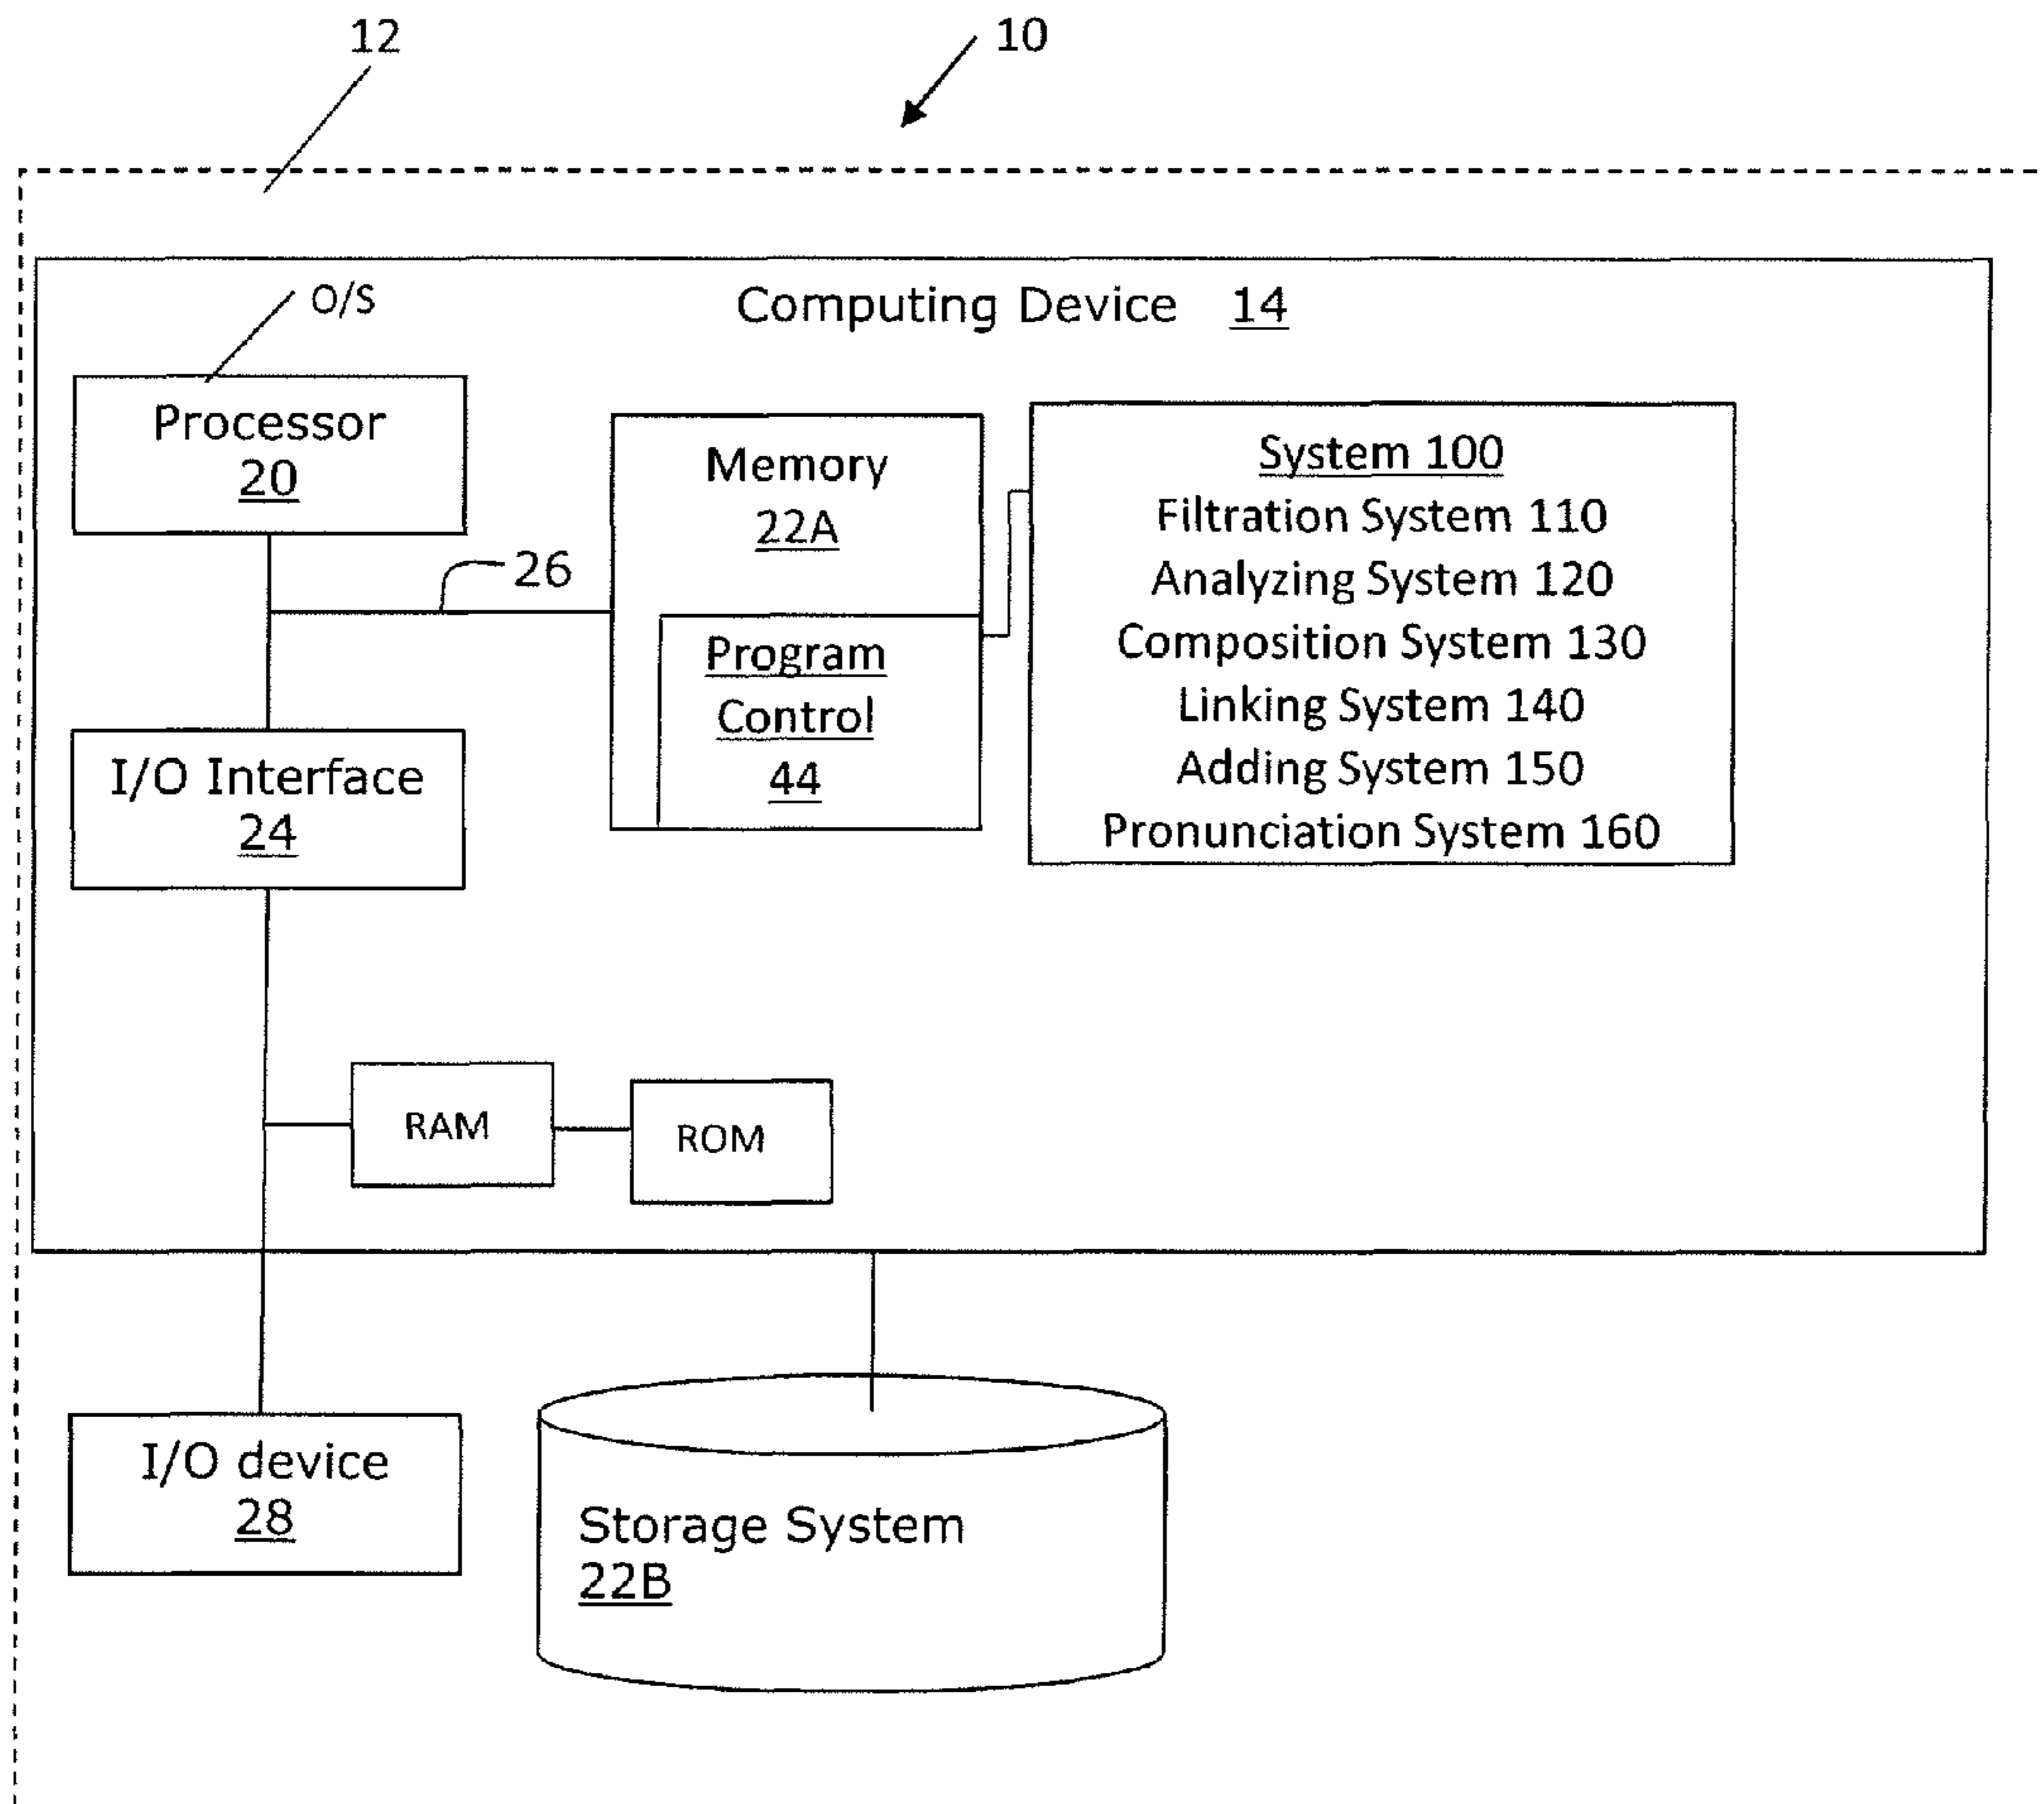 12
10
Computing Device 14
O/S
Processor
20
Memory
22A
26
Program
Control
44
System 100
Filtration System 110
Analyzing System 120
Composition System 130
Linking System 140
Adding System 150
Pronunciation System 160
I/O Interface
24
RAM
ROM
I/O device
28
Storage System
22B